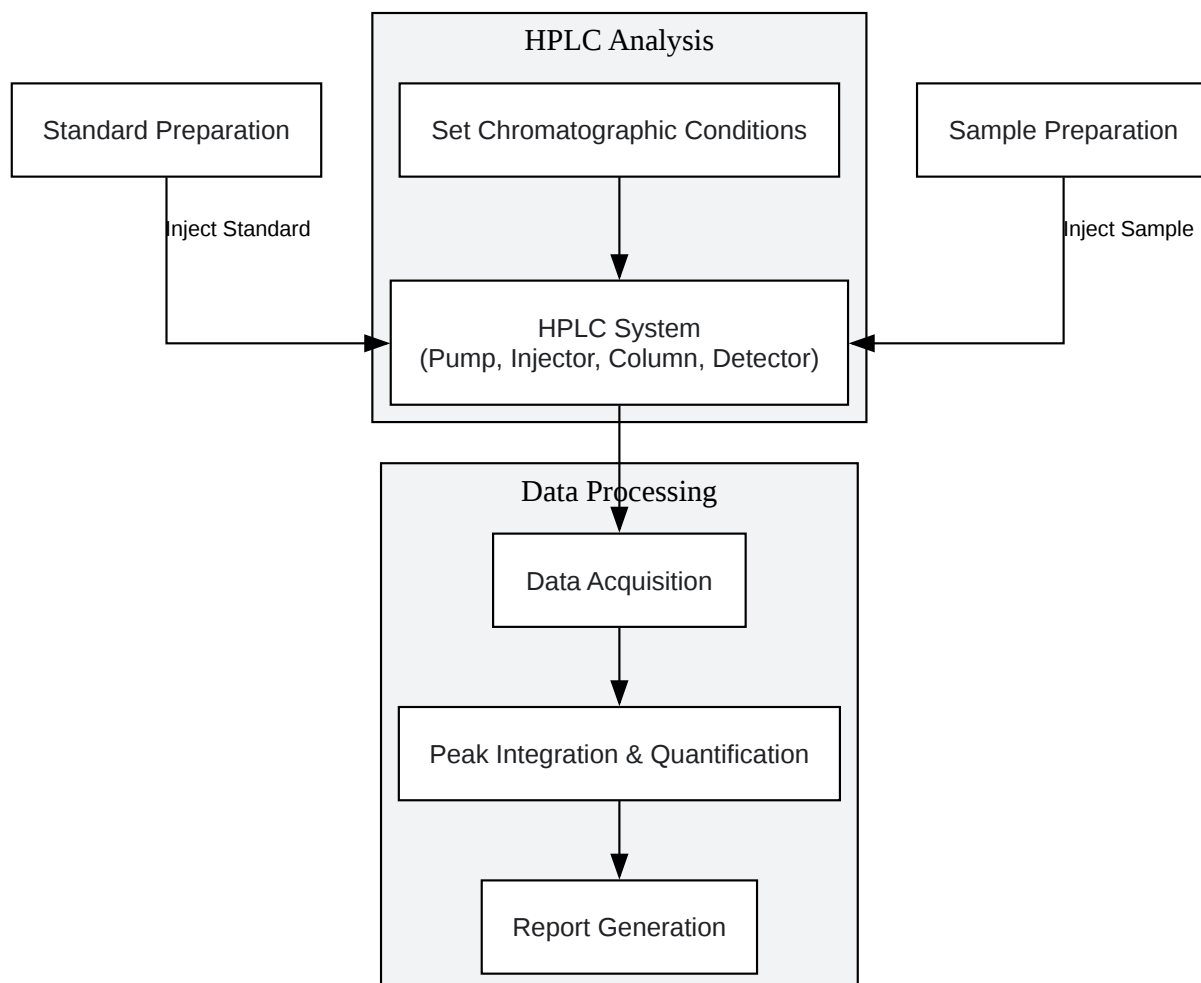 HPLC Analysis
Standard Preparation
Set Chromatographic Conditions
Sample Preparation
Inject Standard
Inject Sample
HPLC System
(Pump, Injector, Column, Detector)
Data Processing
Data Acquisition
Peak Integration & Quantification
Report Generation